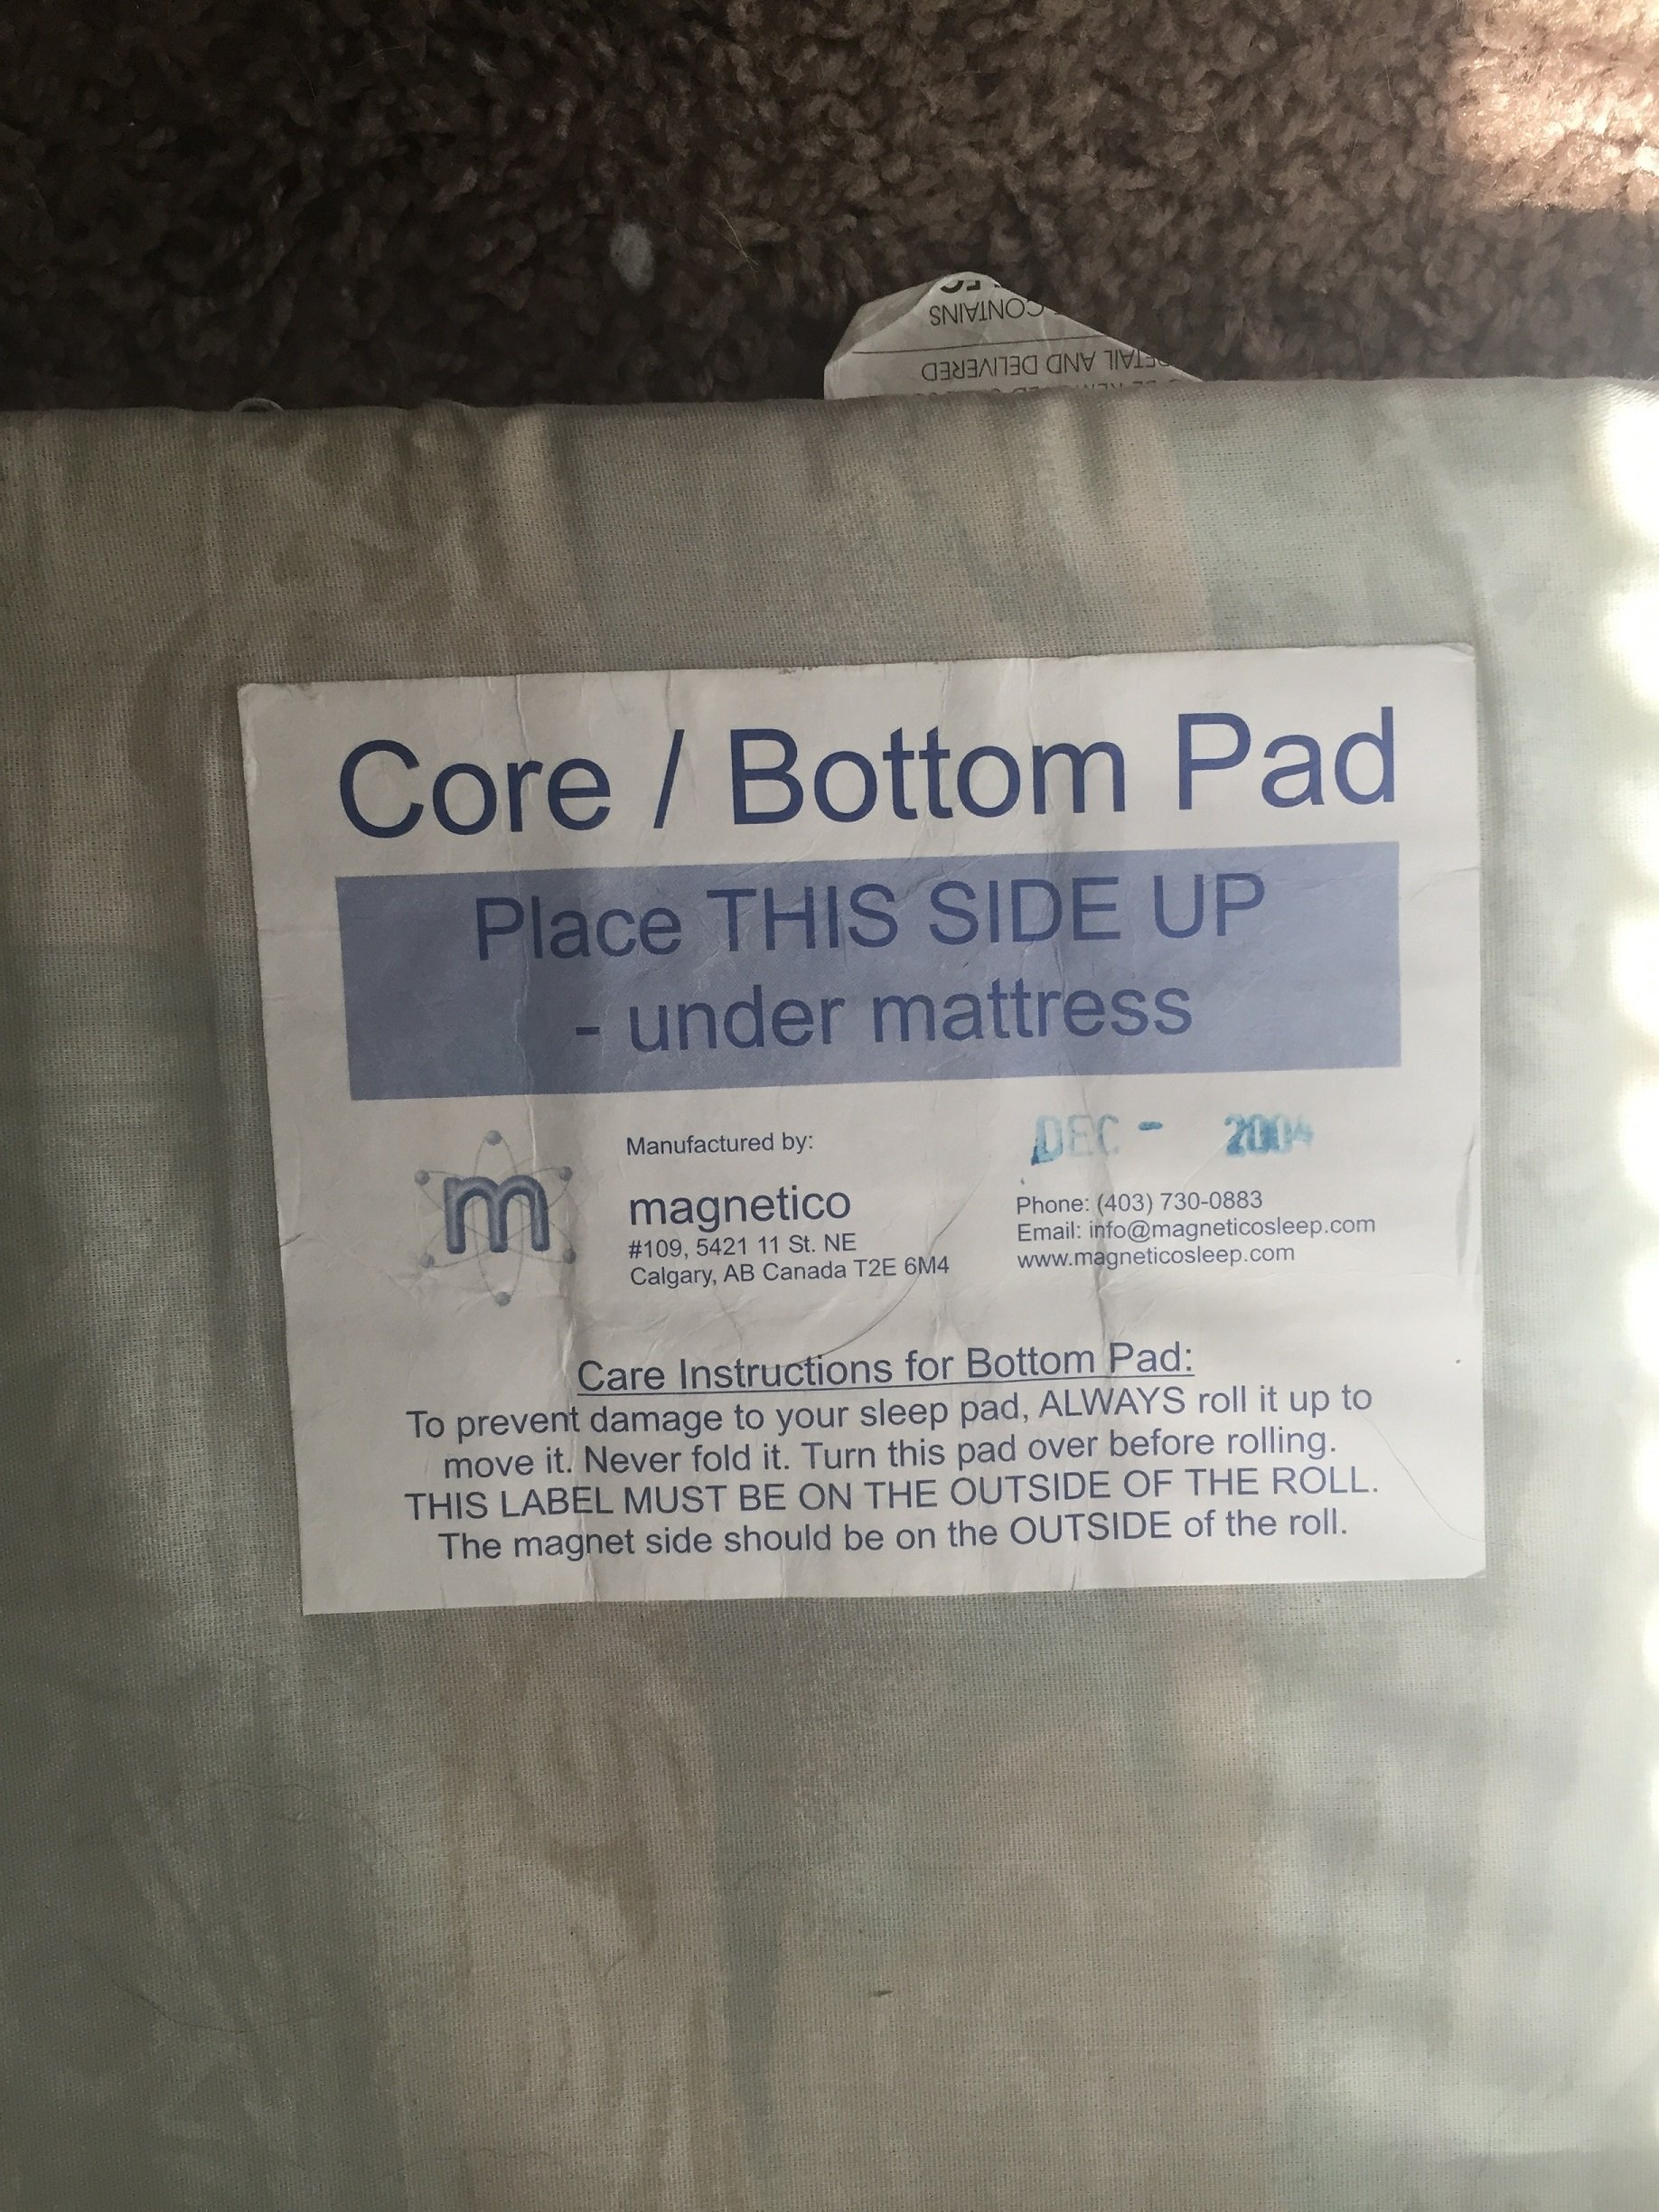 CONTAINS
AND DELIVERED
Core / Bottom Pad
Place THIS SIDE UP
- under mattress
DEC - 2004
Manufactured by:
m
magnetico
#109, 5421 11 St. NE
Calgary, AB Canada T2E 6M4
Phone: (403) 730-0883
Email: info@magneticosleep.com
www.magneticosleep.com
Care Instructions for Bottom Pad:
To prevent damage to your sleep pad, ALWAYS roll it up to
move it. Never fold it. Turn this pad over before rolling.
THIS LABEL MUST BE ON THE OUTSIDE OF THE ROLL.
The magnet side should be on the OUTSIDE of the roll.